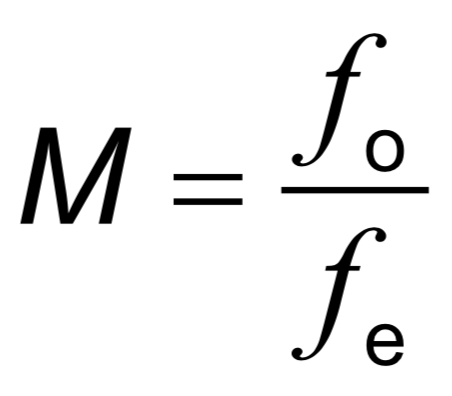 M = fₒ / fₑ